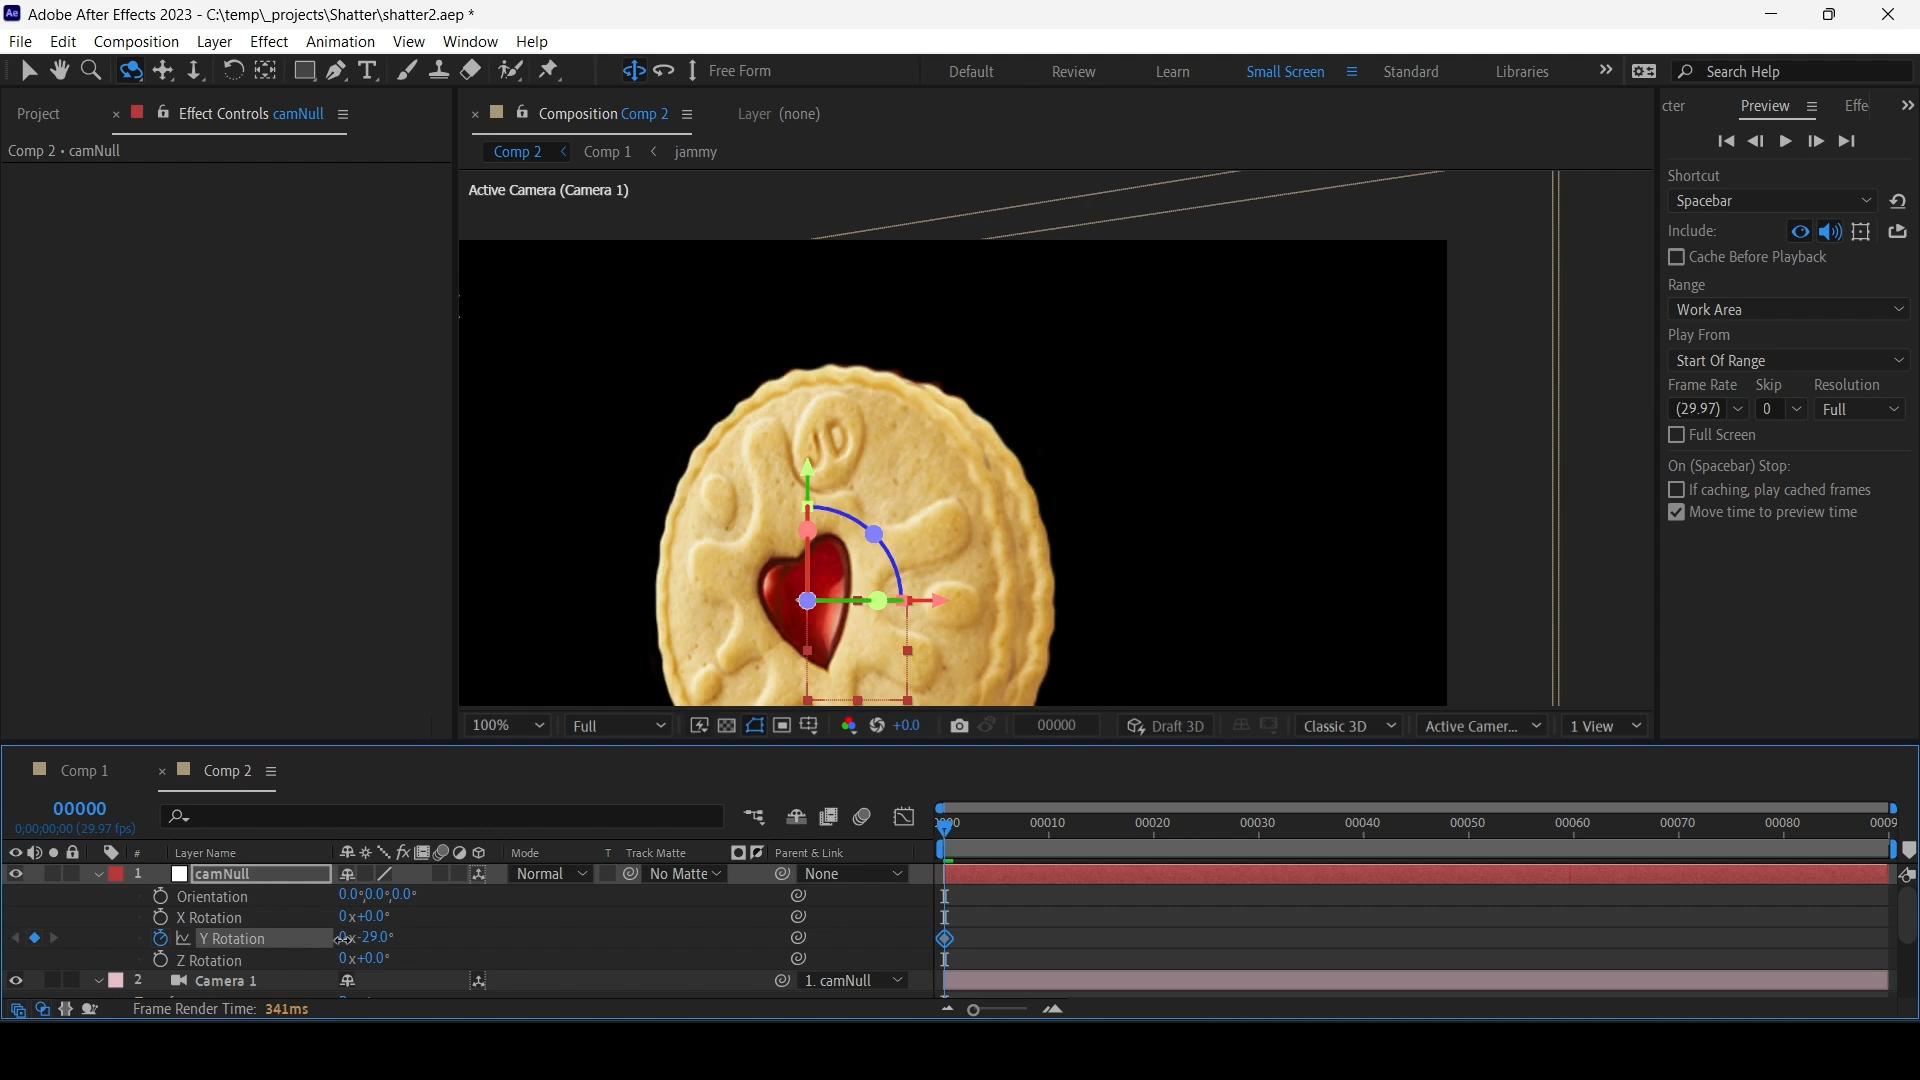 Ae Adobe After Effects 2023 - C:\temp\_projects\Shatter\shatter2.aep *
File Edit Composition Layer Effect Animation View Window Help
Free Form Default Review Learn Small Screen Standard Libraries Search Help
Project Effect Controls camNull
Comp 2 • camNull
Composition Comp 2 Layer (none)
Comp 2 Comp 1 jammy
Active Camera (Camera 1)
cter Preview Effe
Shortcut
Spacebar
Include:
Cache Before Playback
Range
Work Area
Play From
Start Of Range
Frame Rate Skip Resolution
(29.97) 0 Full
Full Screen
On (Spacebar) Stop:
If caching, play cached frames
Move time to preview time
JD
100% Full +0.0 00000 Draft 3D Classic 3D Active Camer... 1 View
Comp 1 Comp 2
00000
0;00;00;00 (29.97 fps)
00010 00020 00030 00040 00050 00060 00070 00080 0009
# Layer Name Mode T Track Matte Parent & Link
1 camNull Normal No Matte None
Orientation 0.0°,0.0°,0.0°
X Rotation 0x+0.0°
Y Rotation 0x-29.0°
Z Rotation 0x+0.0°
2 Camera 1 1. camNull
Frame Render Time: 341ms